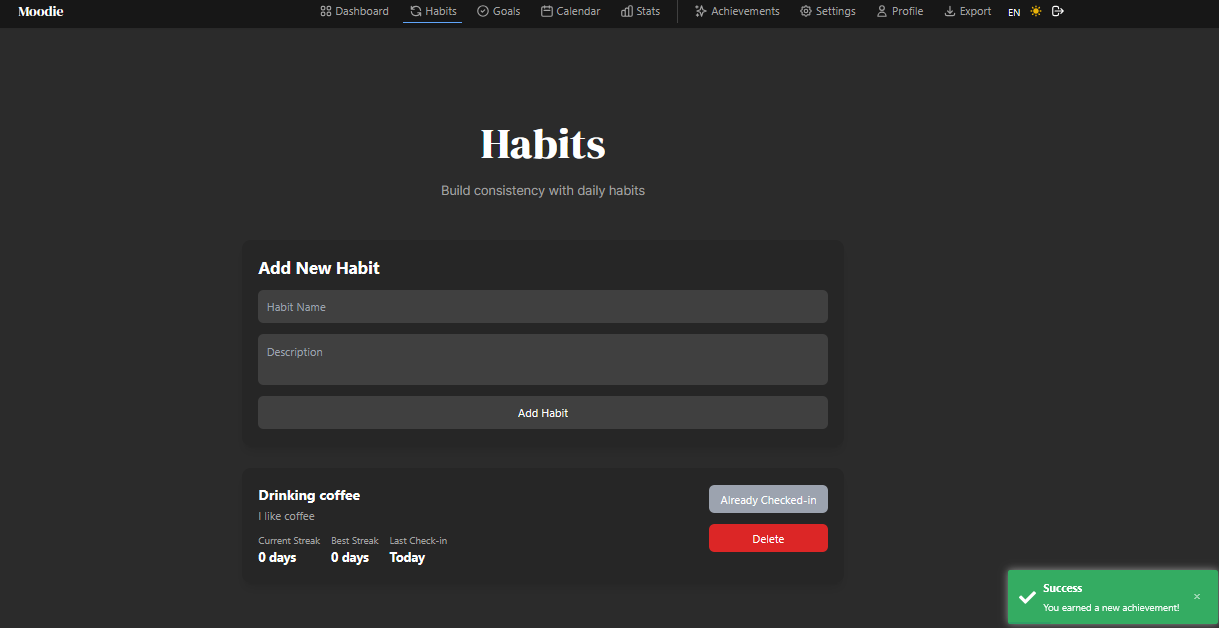 Moodie Dashboard Habits Goals Calendar Stats Achievements Settings Profile Export EN
Habits
Build consistency with daily habits
Add New Habit
Habit Name
Description
Add Habit
Drinking coffee
I like coffee
Current Streak Best Streak Last Check-in
0 days 0 days Today
Already Checked-in
Delete
Success
You earned a new achievement!